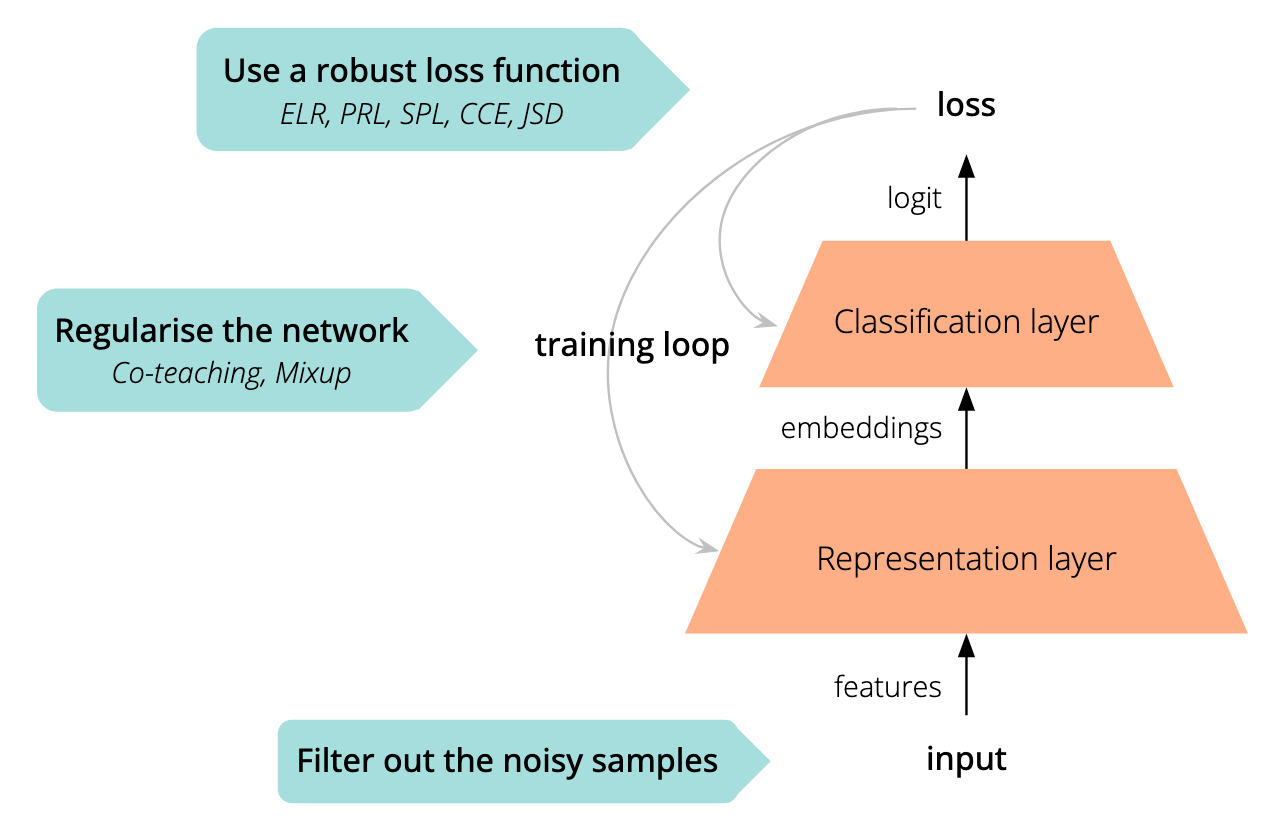 Use a robust loss function
ELR, PRL, SPL, CCE, JSD
loss
logit
Classification layer
Regularise the network
Co-teaching, Mixup
training loop
embeddings
Representation layer
features
Filter out the noisy samples
input